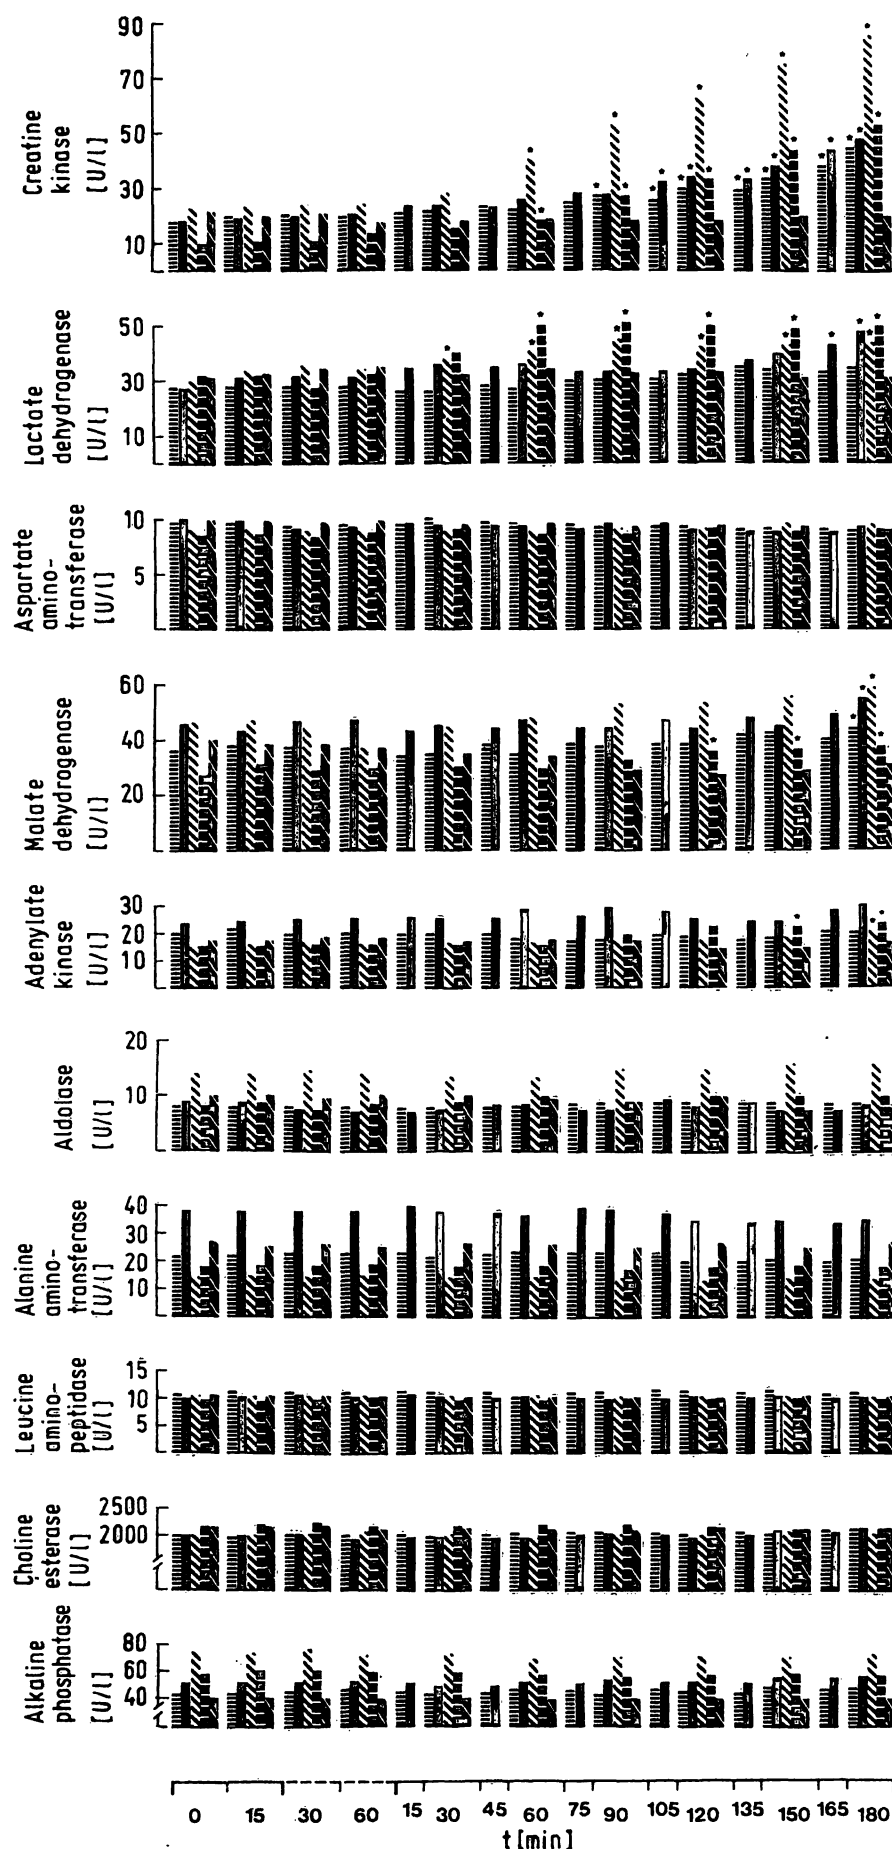 Creatine
kinase
[U/l]
90
70
50
30
10
Lactate
dehydrogenase
[U/l]
50
30
10
Aspartate
amino-
transferase
[U/l]
10
5
Malate
dehydrogenase
[U/l]
60
40
20
Adenylate
kinase
[U/l]
30
20
10
Aldolase
[U/l]
20
10
Alanine
amino-
transferase
[U/l]
40
30
20
10
Leucine
amino-
peptidase
[U/l]
15
10
5
Choline
esterase
[U/l]
2500
2000
Alkaline
phosphatase
[U/l]
80
60
40
0 15 30 60 15 30 45 60 75 90 105 120 135 150 165 180
t [min]